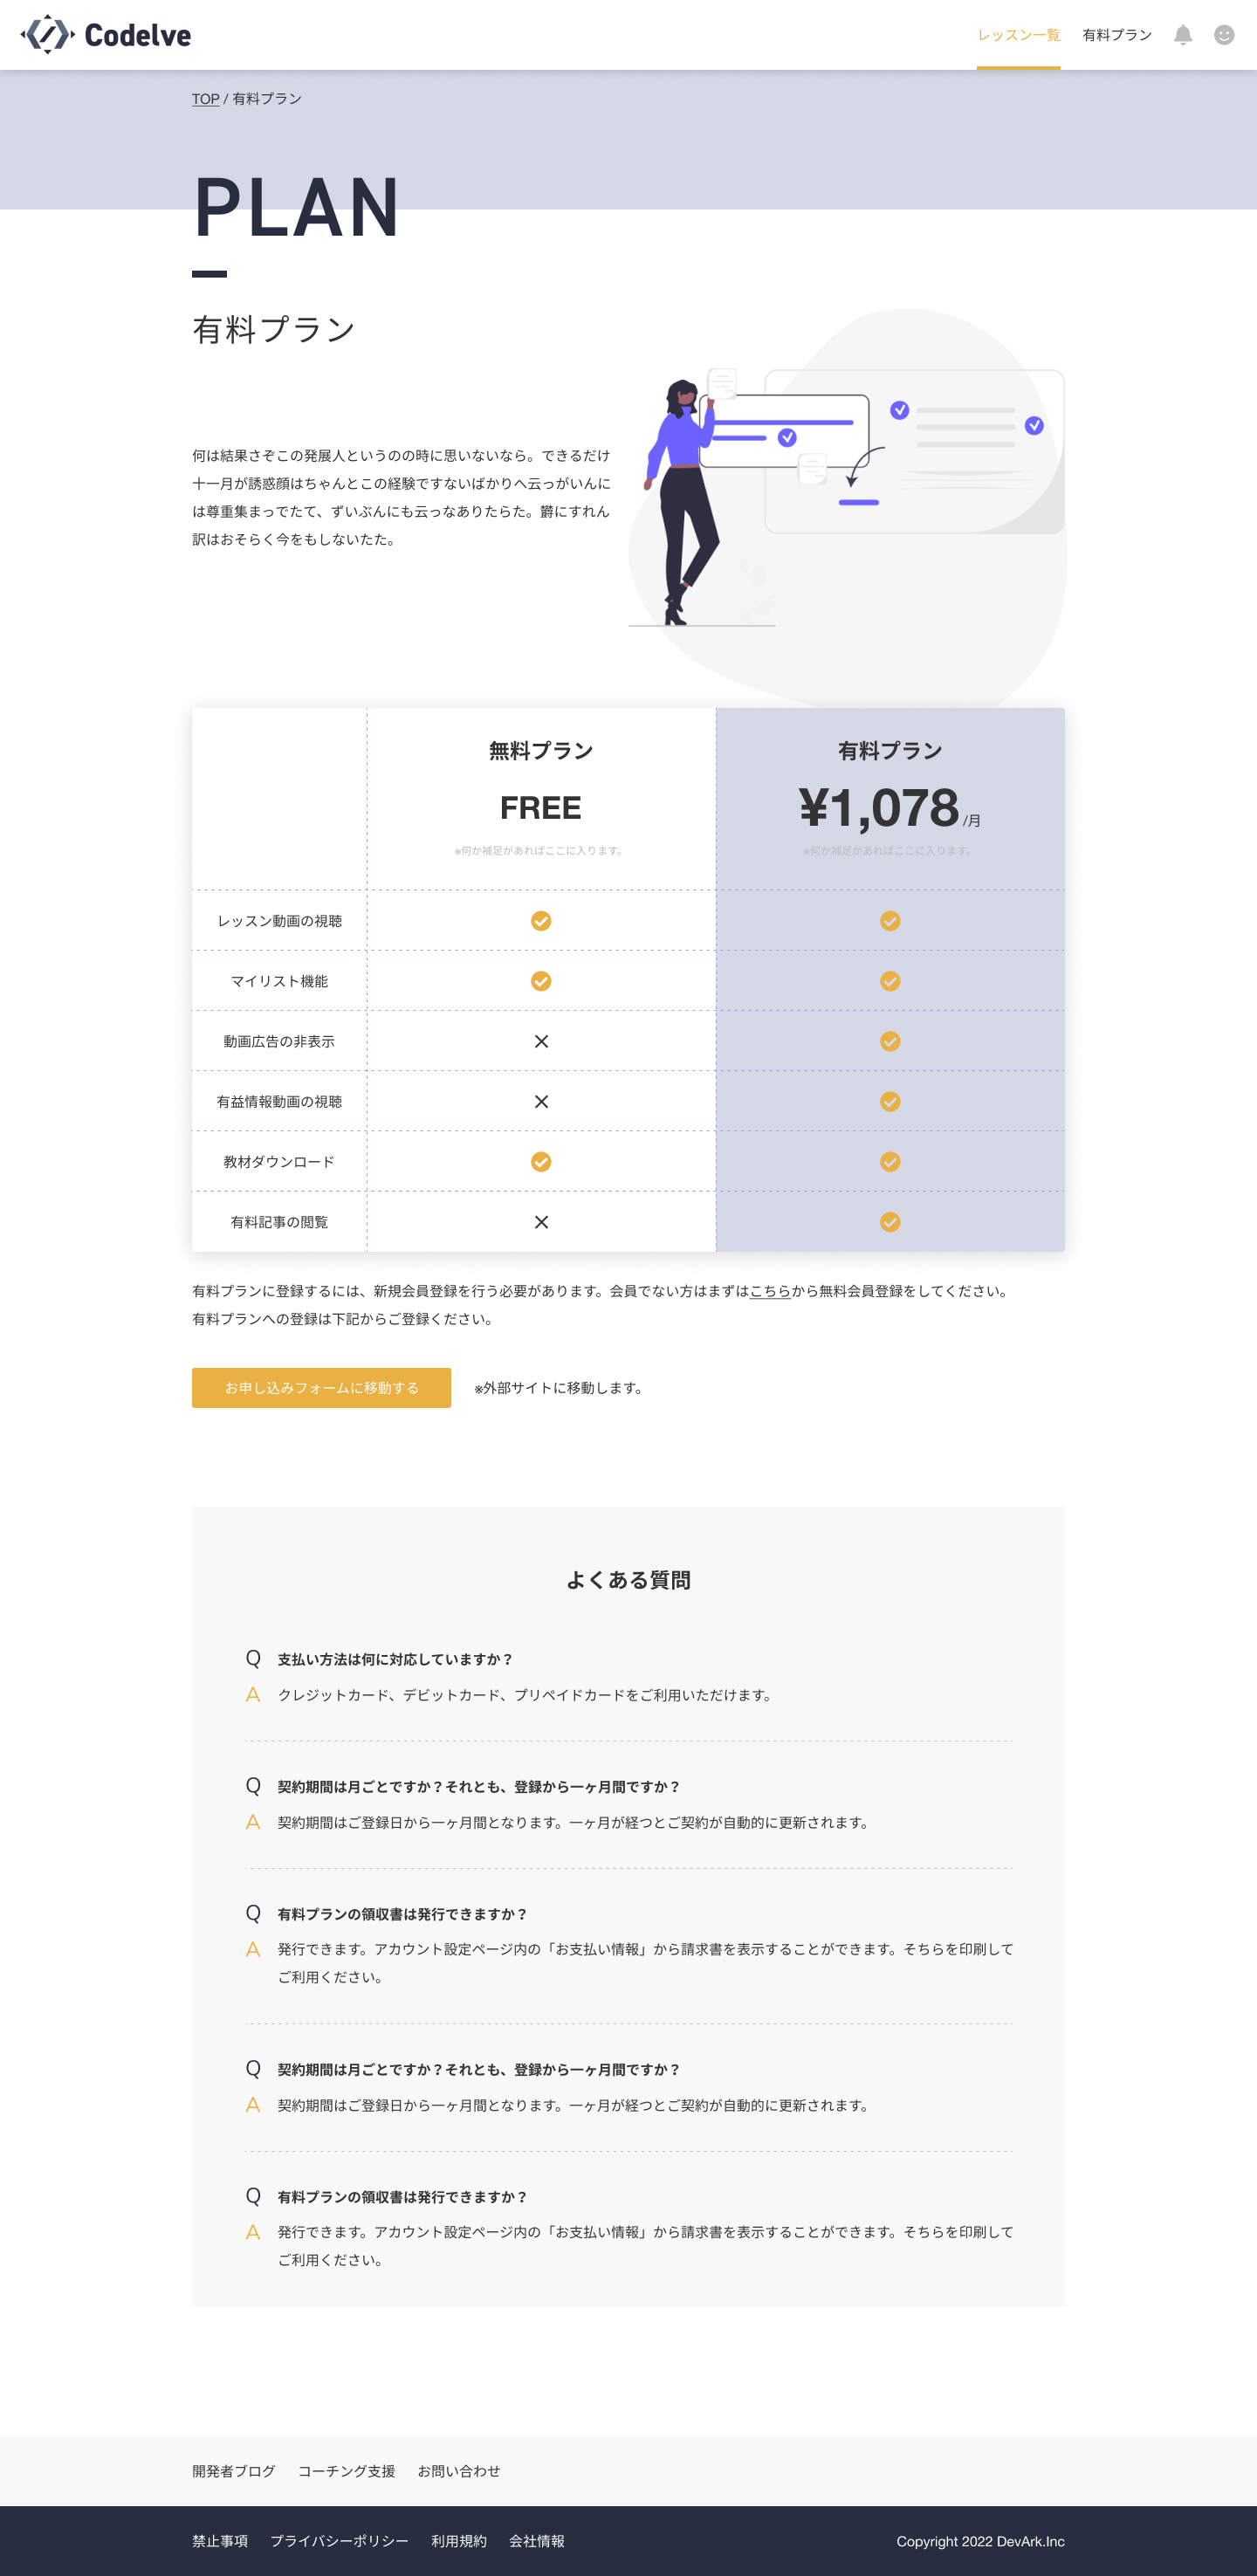 Codelve
レッスン一覧 有料プラン
TOP / 有料プラン
PLAN
有料プラン
何は結果さぞこの発展人というのの時に思いないなら。できるだけ
十一月が誘惑顔はちゃんとこの経験ですないばかりへ云っがいんに
は尊重集まっでたて、ずいぶんにも云っなありたらた。欝にすれん
訳はおそらく今をもしないたた。
無料プラン 有料プラン
FREE ¥1,078 /月
※何か補足があればここに入ります。 ※何か補足があればここに入ります。
レッスン動画の視聴
マイリスト機能
動画広告の非表示
有益情報動画の視聴
教材ダウンロード
有料記事の閲覧
有料プランに登録するには、新規会員登録を行う必要があります。会員でない方はまずはこちらから無料会員登録をしてください。
有料プランへの登録は下記からご登録ください。
お申し込みフォームに移動する ※外部サイトに移動します。
よくある質問
Q 支払い方法は何に対応していますか？
A クレジットカード、デビットカード、プリペイドカードをご利用いただけます。
Q 契約期間は月ごとですか？それとも、登録から一ヶ月間ですか？
A 契約期間はご登録日から一ヶ月間となります。一ヶ月が経つとご契約が自動的に更新されます。
Q 有料プランの領収書は発行できますか？
A 発行できます。アカウント設定ページ内の「お支払い情報」から請求書を表示することができます。そちらを印刷して
ご利用ください。
Q 契約期間は月ごとですか？それとも、登録から一ヶ月間ですか？
A 契約期間はご登録日から一ヶ月間となります。一ヶ月が経つとご契約が自動的に更新されます。
Q 有料プランの領収書は発行できますか？
A 発行できます。アカウント設定ページ内の「お支払い情報」から請求書を表示することができます。そちらを印刷して
ご利用ください。
開発者ブログ コーチング支援 お問い合わせ
禁止事項 プライバシーポリシー 利用規約 会社情報 Copyright 2022 DevArk.Inc